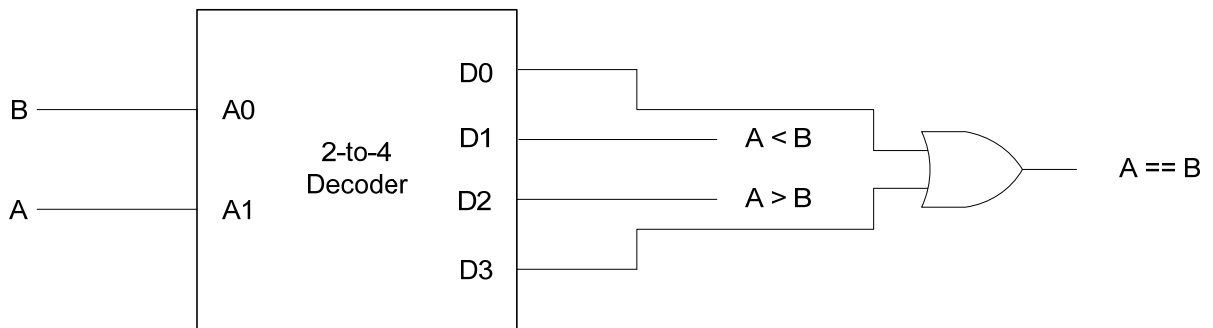 B
A
A0
A1
2-to-4
Decoder
D0
D1
D2
D3
A < B
A > B
A == B